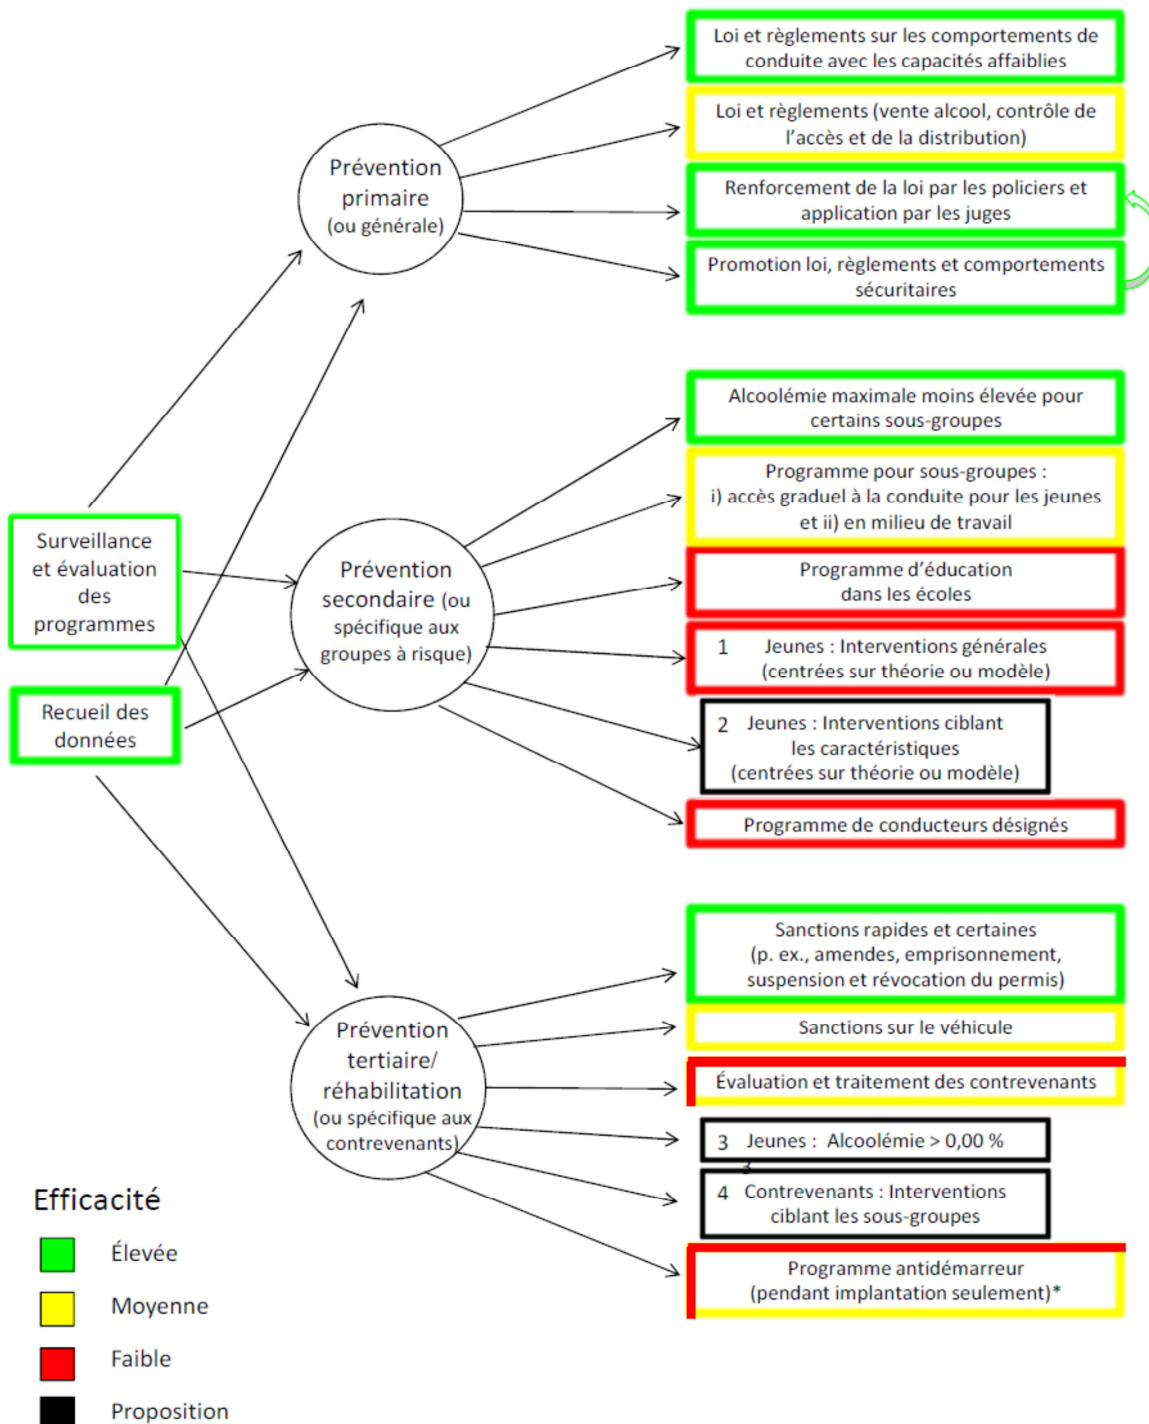 Loi et règlements sur les comportements de
conduite avec les capacités affaiblies
Loi et règlements (vente alcool, contrôle de
l'accès et de la distribution)
Prévention
primaire
(ou générale)
Renforcement de la loi par les policiers et
application par les juges
Promotion loi, règlements et comportements
sécuritaires
Alcoolémie maximale moins élevée pour
certains sous-groupes
Programme pour sous-groupes :
i) accès graduel à la conduite pour les jeunes
et ii) en milieu de travail
Surveillance
et évaluation
des
programmes
Prévention
secondaire (ou
spécifique aux
groupes à risque)
Programme d'éducation
dans les écoles
1 Jeunes : Interventions générales
(centrées sur théorie ou modèle)
Recueil des
données
2 Jeunes : Interventions ciblant
les caractéristiques
(centrées sur théorie ou modèle)
Programme de conducteurs désignés
Sanctions rapides et certaines
(p. ex., amendes, emprisonnement,
suspension et révocation du permis)
Prévention
tertiaire/
réhabilitation
(ou spécifique aux
contrevenants)
Sanctions sur le véhicule
Évaluation et traitement des contrevenants
3 Jeunes : Alcoolémie > 0,00 %
3
4 Contrevenants : Interventions
ciblant les sous-groupes
Programme antidémarreur
(pendant implantation seulement)*
Efficacité
Élevée
Moyenne
Faible
Proposition